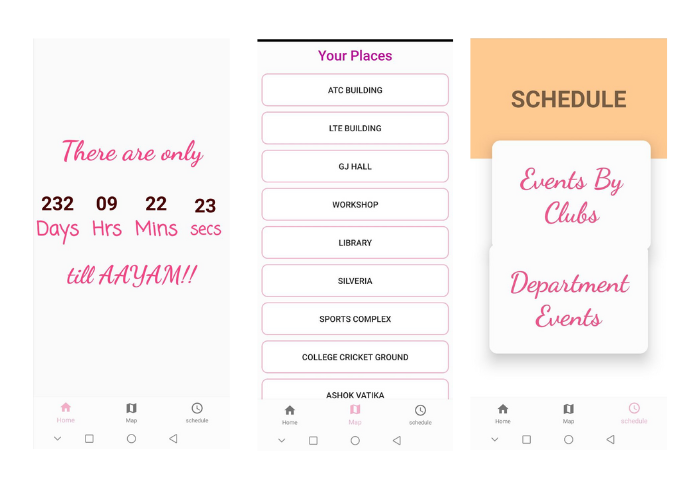 There are only
232 09 22 23
Days Hrs Mins secs
till AAYAM!!
Home Map schedule
Your Places
ATC BUILDING
LTE BUILDING
GJ HALL
WORKSHOP
LIBRARY
SILVERIA
SPORTS COMPLEX
COLLEGE CRICKET GROUND
ASHOK VATIKA
Home Map schedule
SCHEDULE
Events By
Clubs
Department
Events
Home Map schedule